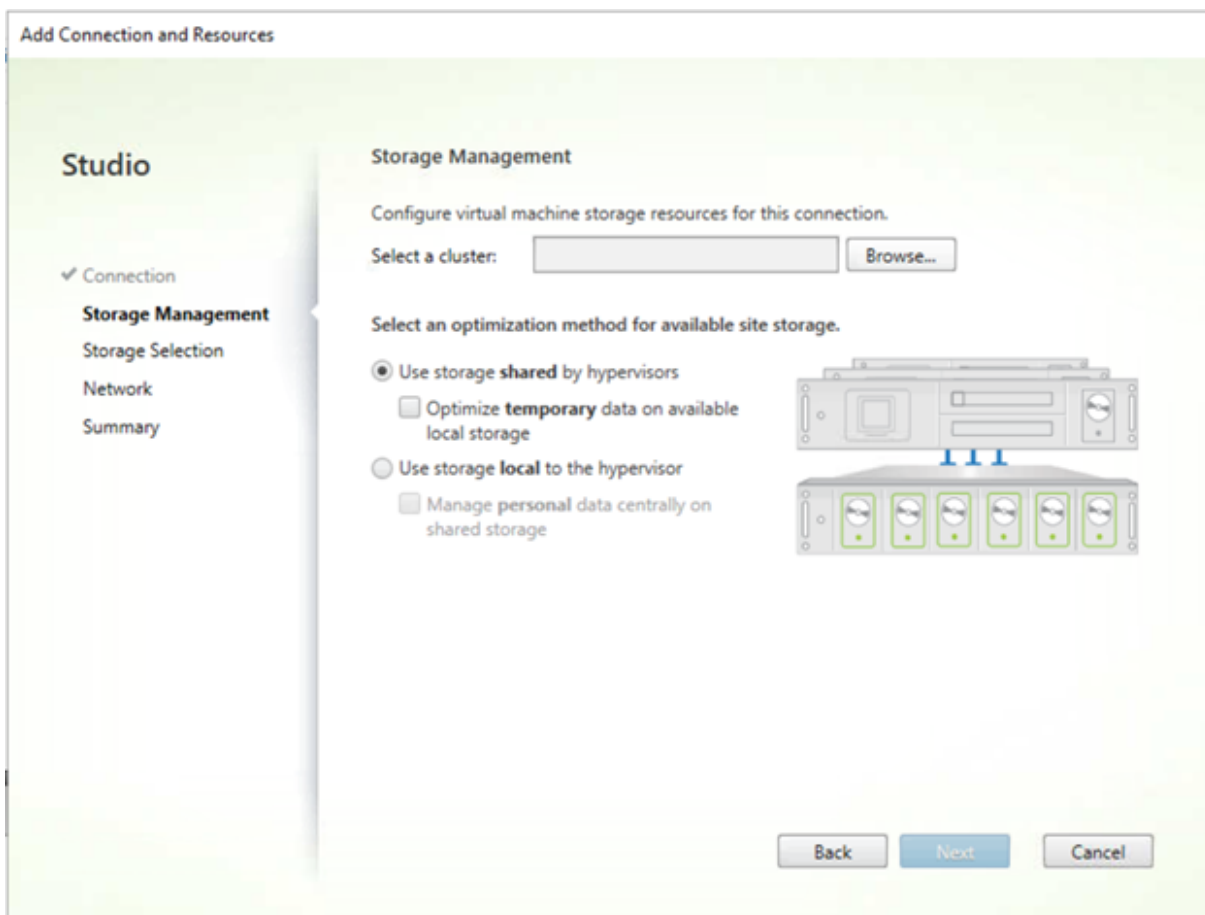 Add Connection and Resources
Studio
Connection
Storage Management
Storage Selection
Network
Summary
Storage Management
Configure virtual machine storage resources for this connection.
Select a cluster:
Browse...
Select an optimization method for available site storage.
Use storage shared by hypervisors
Optimize temporary data on available
local storage
Use storage local to the hypervisor
Manage personal data centrally on
shared storage
Back
Next
Cancel